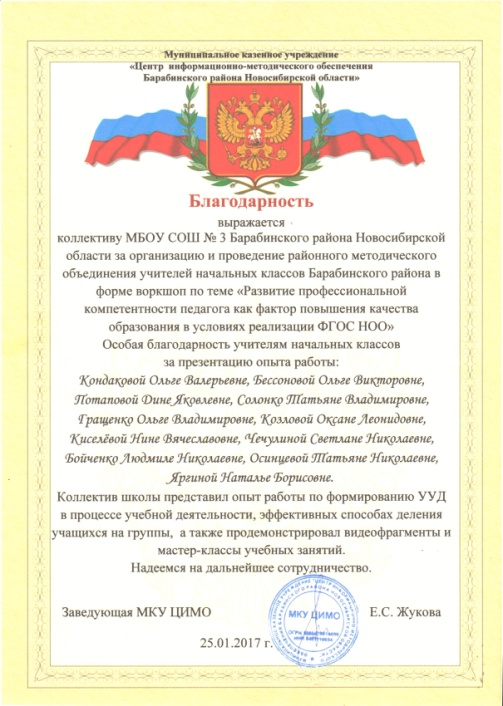 Муниципальное казенное учреждение
«Центр информационно-методического обеспечения
Барабинского района Новосибирской области»
Благодарность
выражается
коллективу МБОУ СОШ № 3 Барабинского района Новосибирской
области за организацию и проведение районного методического
объединения учителей начальных классов Барабинского района в
форме воркшоп по теме «Развитие профессиональной
компетентности педагога как фактор повышения качества
образования в условиях реализации ФГОС НОО»
Особая благодарность учителям начальных классов
за презентацию опыта работы:
Кондаковой Ольге Валерьевне, Бессоновой Ольге Викторовне,
Потаповой Дине Яковлевне, Солонко Татьяне Владимировне,
Гращенко Ольге Владимировне, Козловой Оксане Леонидовне,
Киселёвой Нине Вячеславовне, Чечулиной Светлане Николаевне,
Бойченко Людмиле Николаевне, Осинцевой Татьяне Николаевне,
Яргиной Наталье Борисовне.
Коллектив школы представил опыт работы по формированию УУД
в процессе учебной деятельности, эффективных способах деления
учащихся на группы, а также продемонстрировал видеофрагменты и
мастер-классы учебных занятий.
Надеемся на дальнейшее сотрудничество.
Заведующая МКУ ЦИМО
Е.С. Жукова
МКУ ЦИМО
25.01.2017 г.